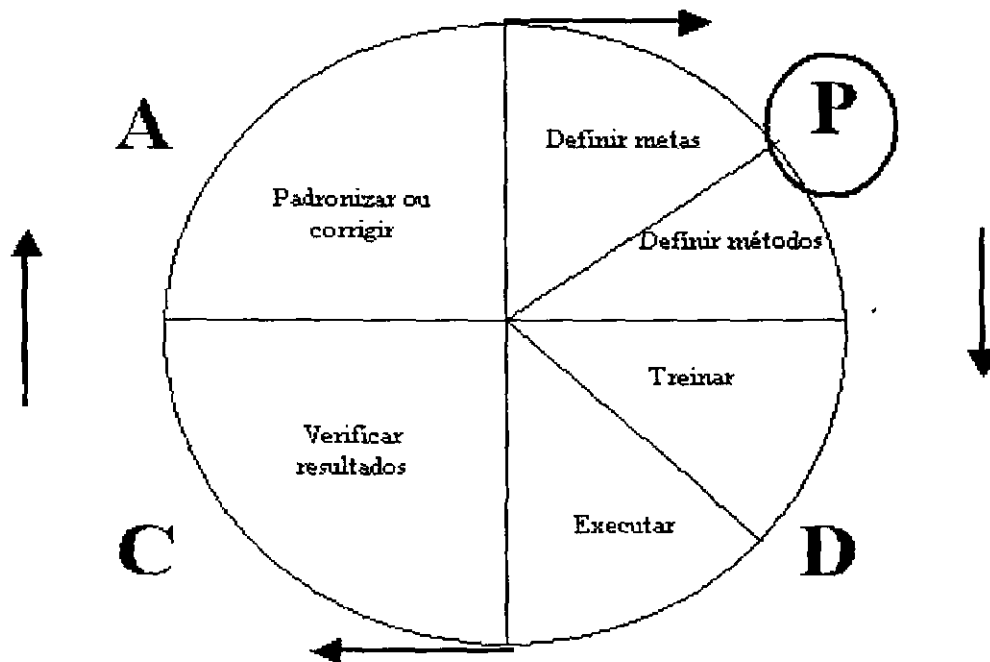 A
P
Definir metas
Padronizar ou
corrigir
Definir métodos
Treinar
Verificar
resultados
Executar
C
D